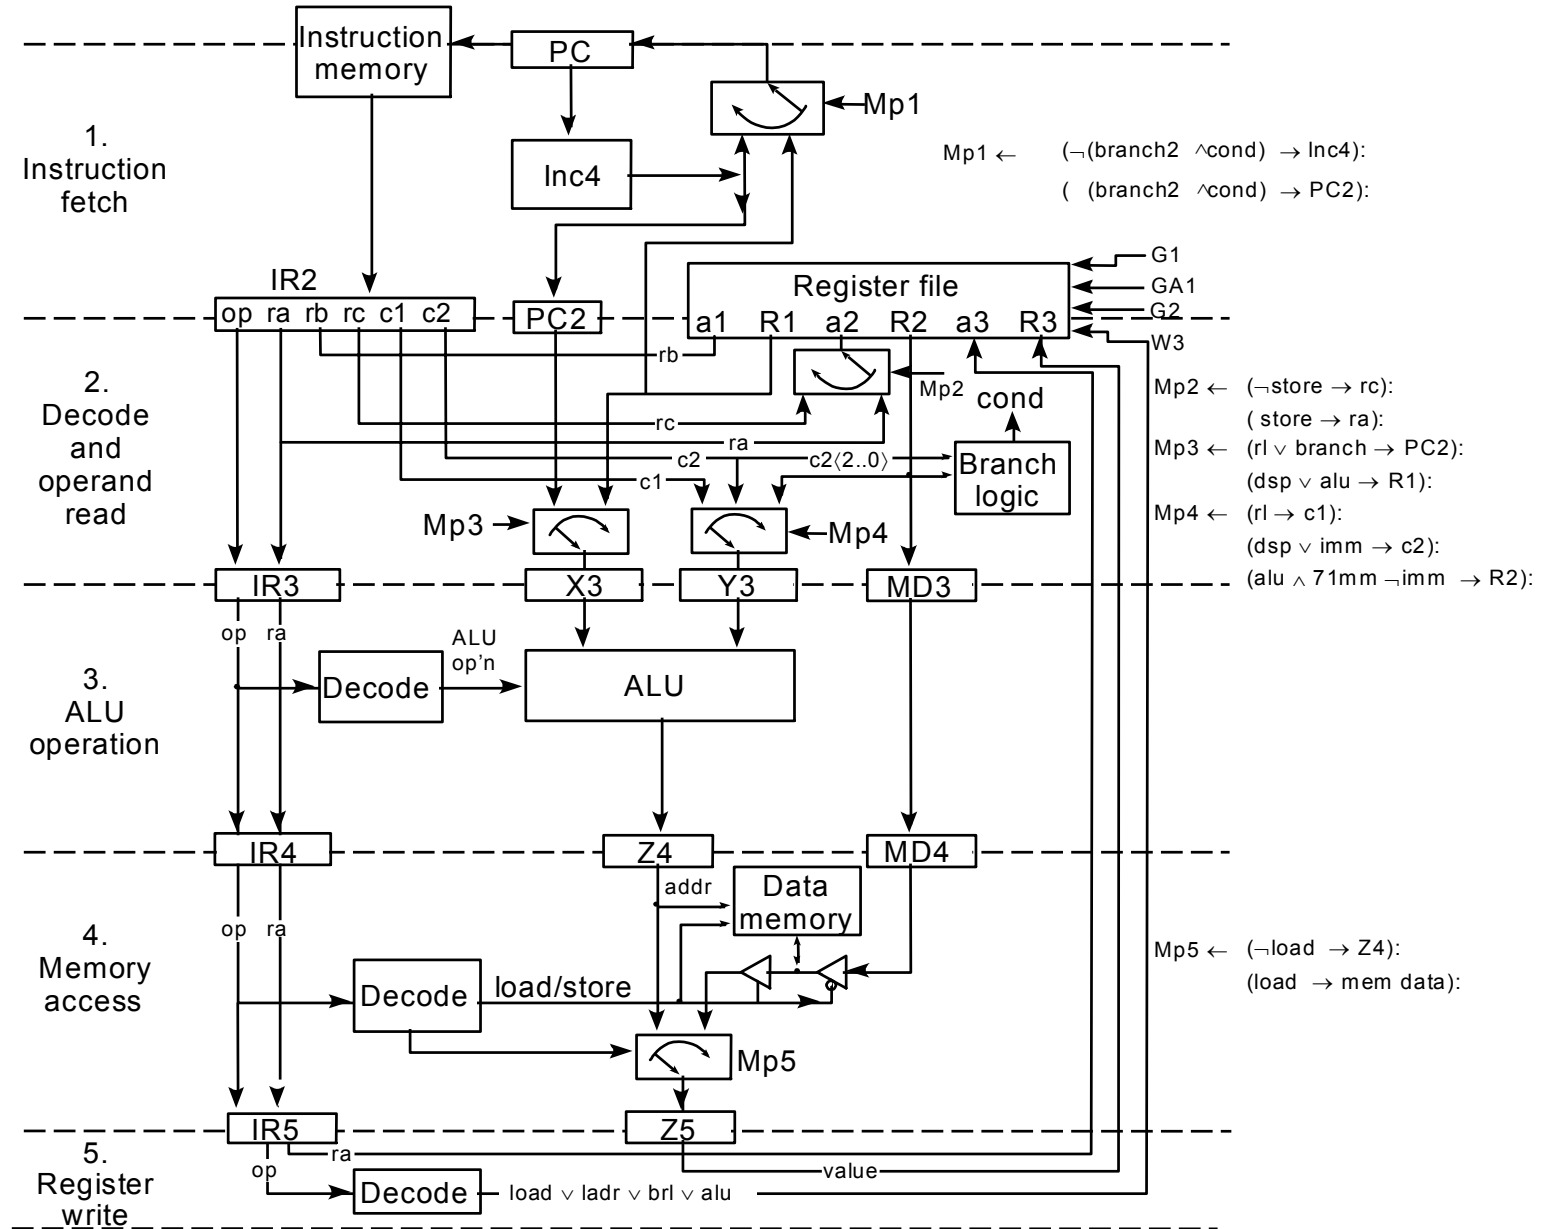 Instruction
memory
PC
Mp1
1.
Instruction
fetch
Inc4
Mp1 ← (¬(branch2 ∧cond) → Inc4):
( (branch2 ∧cond) → PC2):
IR2
op ra rb rc c1 c2
PC2
Register file
a1 R1 a2 R2 a3 R3
G1
GA1
G2
W3
rb
2.
Decode
and
operand
read
Mp2
cond
rc
ra
c2
c2⟨2..0⟩
c1
Branch
logic
Mp3
Mp4
Mp2 ← (¬store → rc):
( store → ra):
Mp3 ← (rl ∨ branch → PC2):
(dsp ∨ alu → R1):
Mp4 ← (rl → c1):
(dsp ∨ imm → c2):
(alu ∧ 71mm ¬imm → R2):
IR3
X3
Y3
MD3
op ra
3.
ALU
operation
Decode
ALU
op'n
ALU
IR4
Z4
MD4
addr
Data
memory
op ra
4.
Memory
access
Decode
load/store
Mp5
Mp5 ← (¬load → Z4):
(load → mem data):
IR5
Z5
5.
Register
write
ra
op
value
Decode
load ∨ ladr ∨ brl ∨ alu